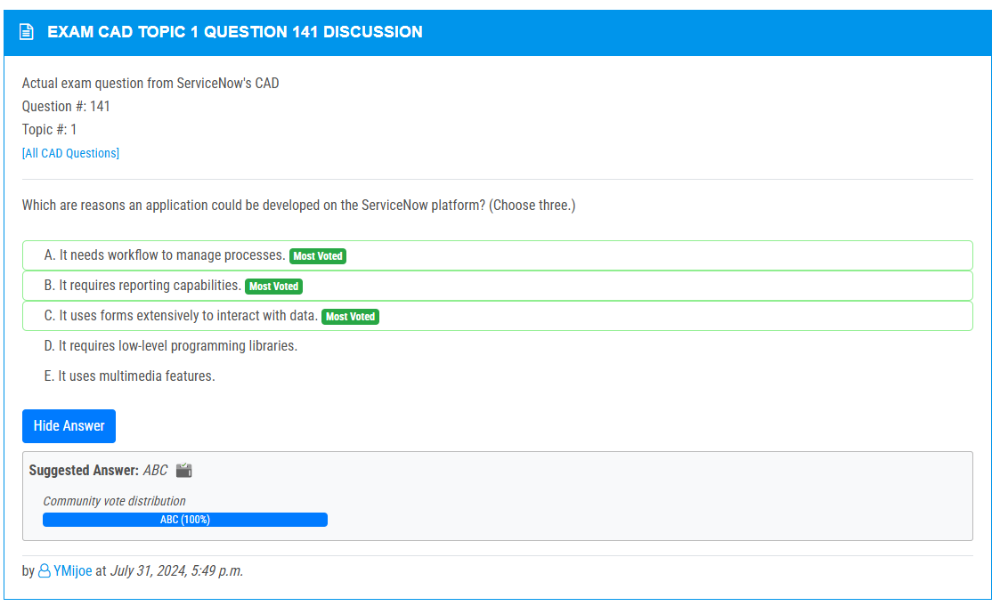 EXAM CAD TOPIC 1 QUESTION 141 DISCUSSION
Actual exam question from ServiceNow's CAD
Question #: 141
Topic #: 1
[All CAD Questions]
Which are reasons an application could be developed on the ServiceNow platform? (Choose three.)
A. It needs workflow to manage processes. Most Voted
B. It requires reporting capabilities. Most Voted
C. It uses forms extensively to interact with data. Most Voted
D. It requires low-level programming libraries.
E. It uses multimedia features.
Hide Answer
Suggested Answer: ABC
Community vote distribution
ABC (100%)
by YMijoe at July 31, 2024, 5:49 p.m.